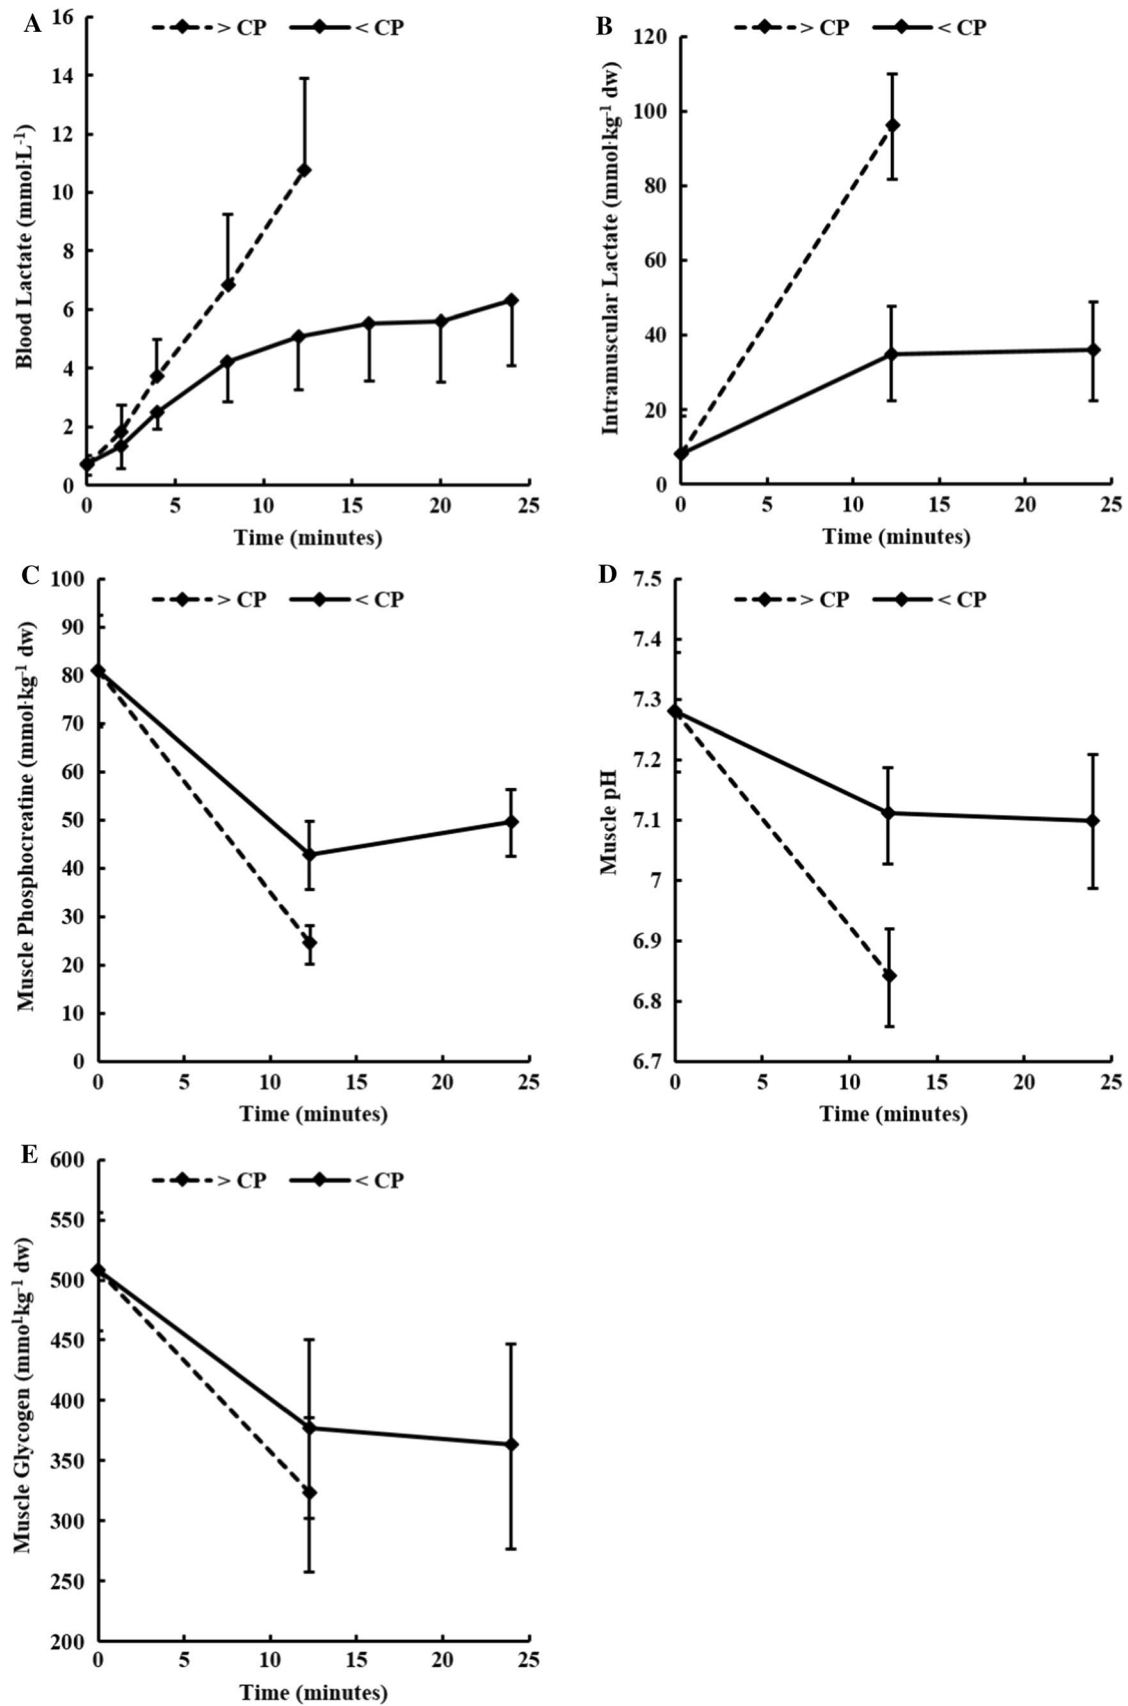 A
> CP < CP
Blood Lactate (mmol·L⁻¹)
16
14
12
10
8
6
4
2
0
0 5 10 15 20 25
Time (minutes)
B
> CP < CP
Intramuscular Lactate (mmol·kg⁻¹ dw)
120
100
80
60
40
20
0
0 5 10 15 20 25
Time (minutes)
C
> CP < CP
Muscle Phosphocreatine (mmol·kg⁻¹ dw)
100
90
80
70
60
50
40
30
20
10
0
0 5 10 15 20 25
Time (minutes)
D
> CP < CP
Muscle pH
7.5
7.4
7.3
7.2
7.1
7
6.9
6.8
6.7
0 5 10 15 20 25
Time (minutes)
E
> CP < CP
Muscle Glycogen (mmo¹·kg⁻¹ dw)
600
550
500
450
400
350
300
250
200
0 5 10 15 20 25
Time (minutes)